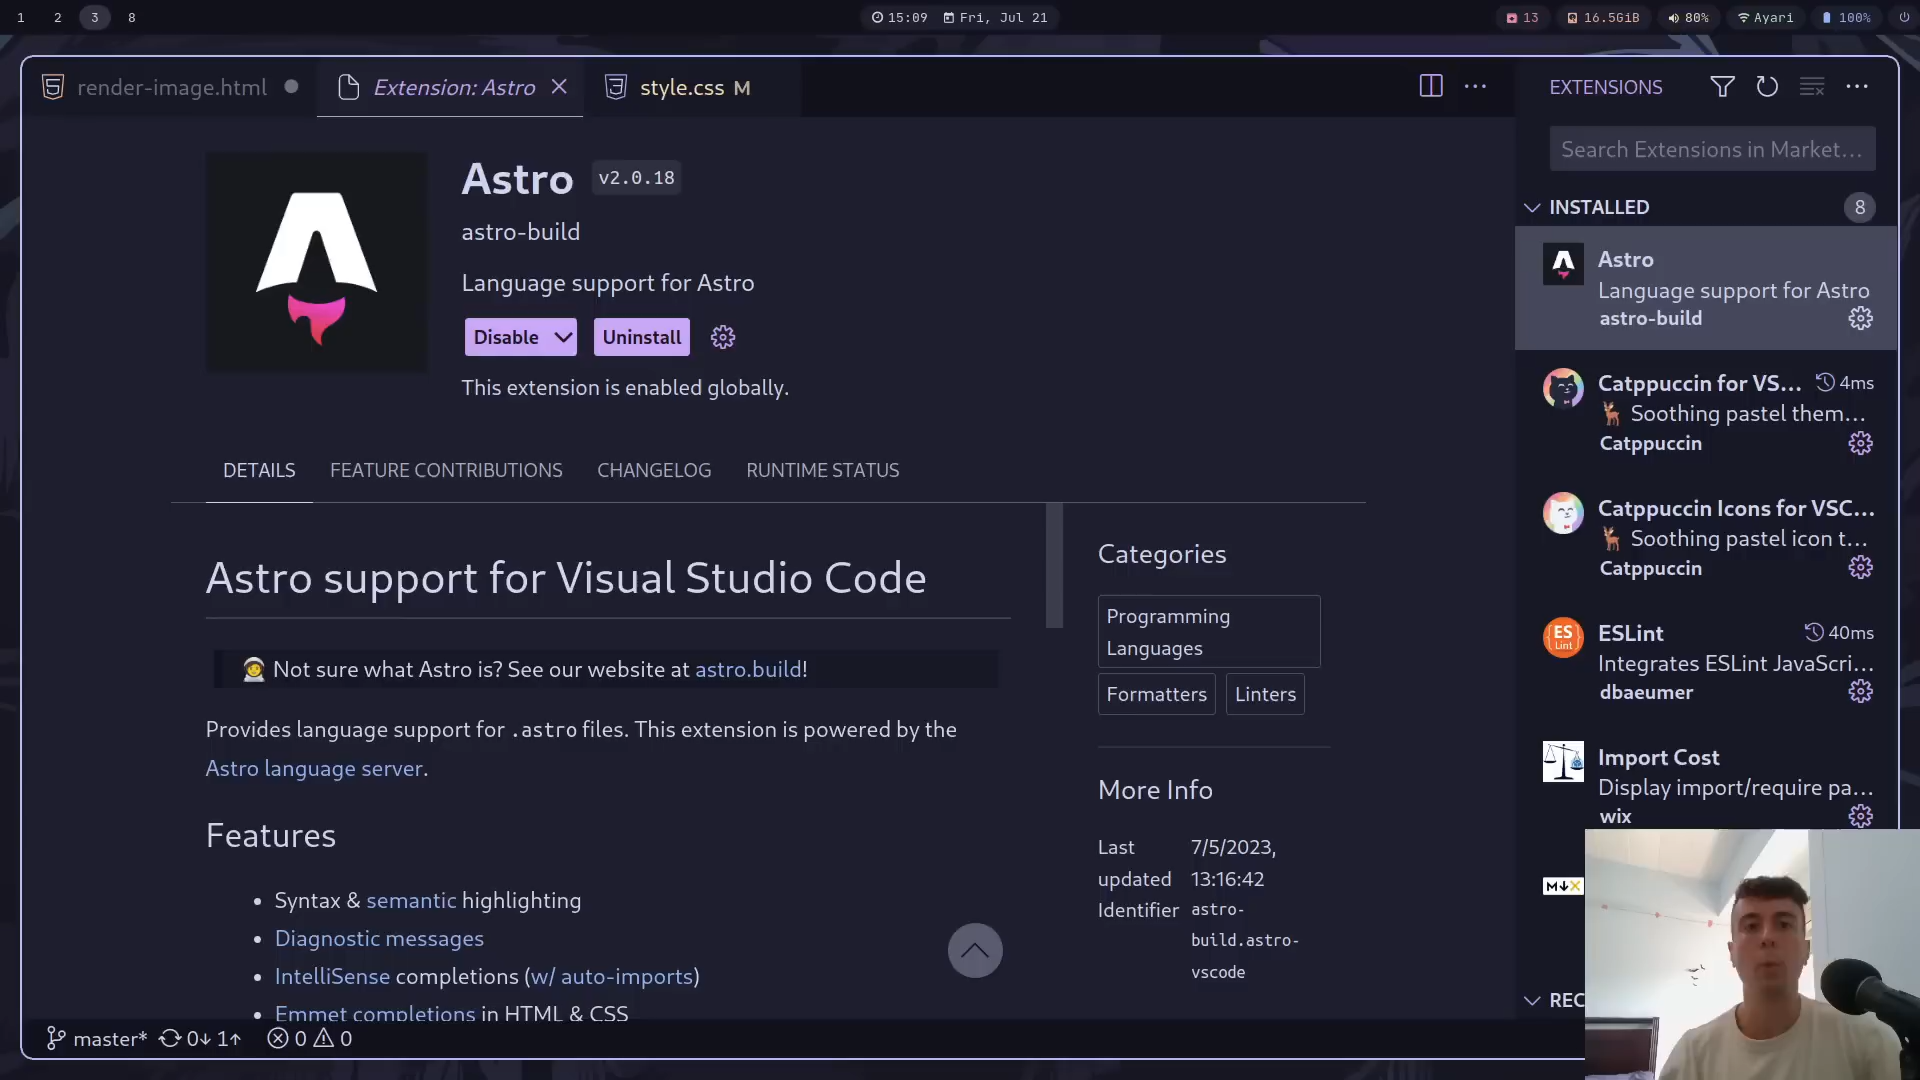 1 2 3 8
15:09 Fri, Jul 21
13 16.5GiB 80% Ayari 100%
render-image.html
Extension: Astro
style.css M
Astro v2.0.18
astro-build
Language support for Astro
Disable Uninstall
This extension is enabled globally.
DETAILS FEATURE CONTRIBUTIONS CHANGELOG RUNTIME STATUS
Astro support for Visual Studio Code
Not sure what Astro is? See our website at astro.build!
Provides language support for .astro files. This extension is powered by the
Astro language server.
Features
Syntax & semantic highlighting
Diagnostic messages
IntelliSense completions (w/ auto-imports)
Emmet completions in HTML & CSS
Categories
Programming
Languages
Formatters Linters
More Info
Last 7/5/2023,
updated 13:16:42
Identifier astro-
build.astro-
vscode
EXTENSIONS
Search Extensions in Market…
INSTALLED 8
Astro
Language support for Astro
astro-build
Catppuccin for VS… 4ms
Soothing pastel them…
Catppuccin
Catppuccin Icons for VSC…
Soothing pastel icon t…
Catppuccin
ES
Lint
ESLint 40ms
Integrates ESLint JavaScri…
dbaeumer
Import Cost
Display import/require pa…
wix
M↓X
REC
master* 0↓ 1↑ 0 0